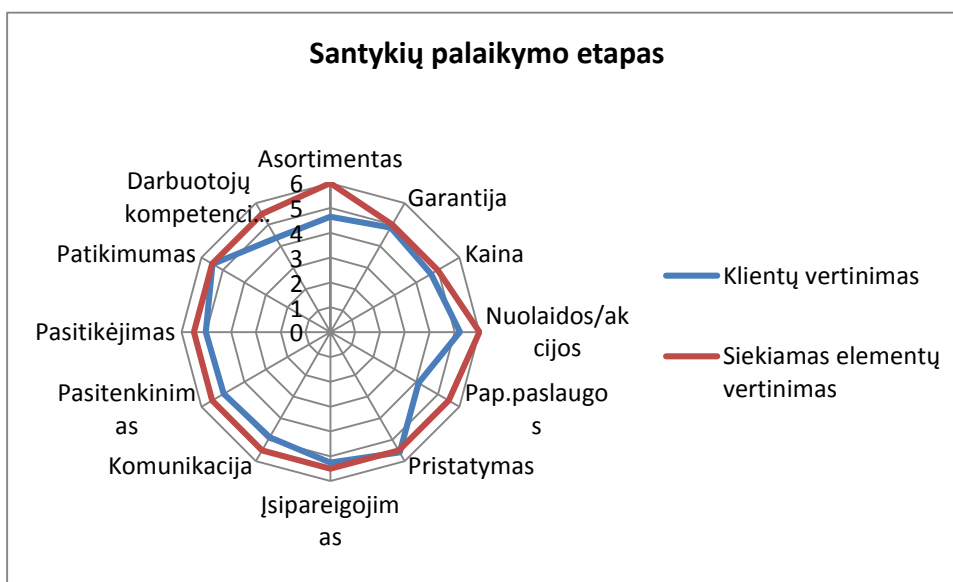 Santykių palaikymo etapas
Asortimentas
Garantija
Kaina
Nuolaidos/ak
cijos
Pap.paslaugo
s
Pristatymas
Įsipareigojim
as
Komunikacija
Pasitenkinim
as
Pasitikėjimas
Patikimumas
Darbuotojų
kompetenci...
6
5
4
3
2
1
0
Klientų vertinimas
Siekiamas elementų
vertinimas